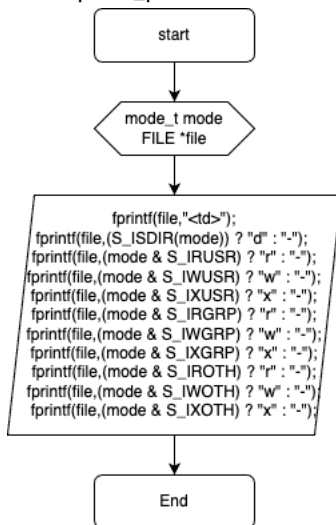 start
mode_t mode
FILE *file
fprintf(file,"<td>");
fprintf(file,(S_ISDIR(mode)) ? "d" : "-");
fprintf(file,(mode & S_IRUSR) ? "r" : "-");
fprintf(file,(mode & S_IWUSR) ? "w" : "-");
fprintf(file,(mode & S_IXUSR) ? "x" : "-");
fprintf(file,(mode & S_IRGRP) ? "r" : "-");
fprintf(file,(mode & S_IWGRP) ? "w" : "-");
fprintf(file,(mode & S_IXGRP) ? "x" : "-");
fprintf(file,(mode & S_IROTH) ? "r" : "-");
fprintf(file,(mode & S_IWOTH) ? "w" : "-");
fprintf(file,(mode & S_IXOTH) ? "x" : "-");
End